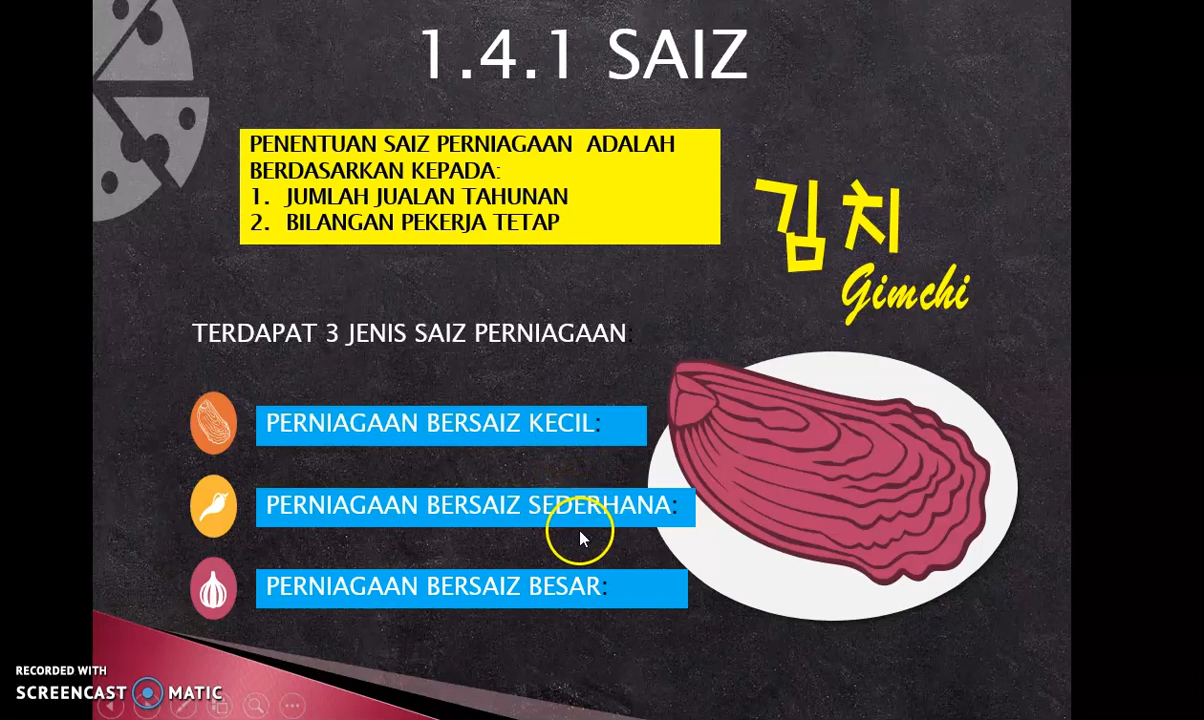 1.4.1 SAIZ
PENENTUAN SAIZ PERNIAGAAN ADALAH
BERDASARKAN KEPADA:
1. JUMLAH JUALAN TAHUNAN
2. BILANGAN PEKERJA TETAP
김치
Gimchi
TERDAPAT 3 JENIS SAIZ PERNIAGAAN:
PERNIAGAAN BERSAIZ KECIL:
PERNIAGAAN BERSAIZ SEDERHANA:
PERNIAGAAN BERSAIZ BESAR:
RECORDED WITH
SCREENCAST MATIC